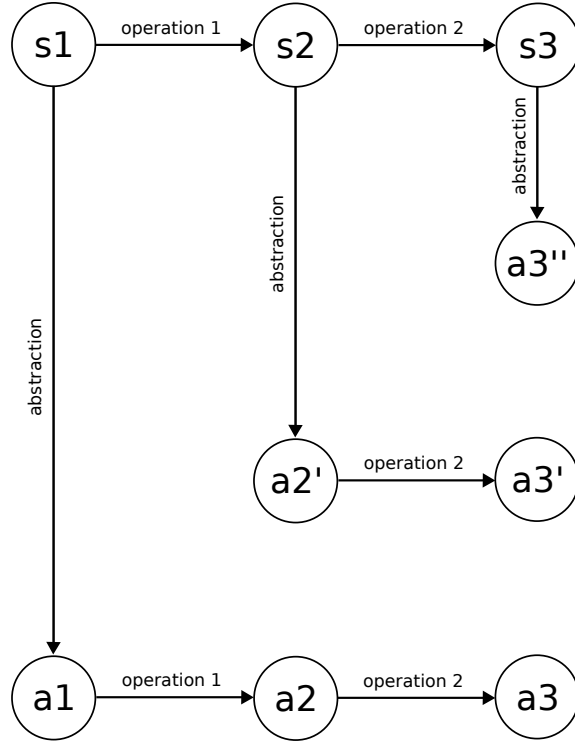 s1
operation 1
s2
operation 2
s3
abstraction
abstraction
abstraction
a3''
a2'
operation 2
a3'
a1
operation 1
a2
operation 2
a3